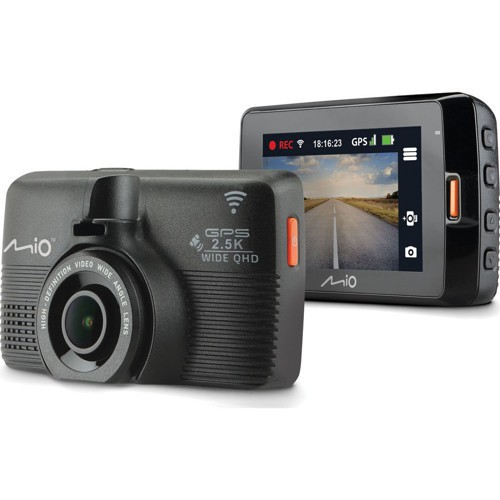 MiO
GPS
2.5K
WIDE QHD
HIGH-DEFINITION VIDEO WIDE ANGLE LENS
REC 18:16:23 GPS
MiO